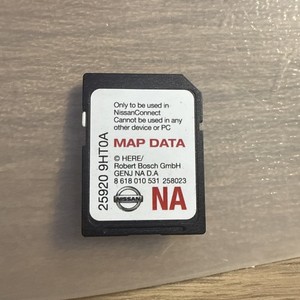 Only to be used in
NissanConnect
Cannot be used in any
other device or PC
MAP DATA
© HERE/
Robert Bosch GmbH
GENJ NA D.A
8 618 010 531 258023
NISSAN
NA
25920 9HT0A